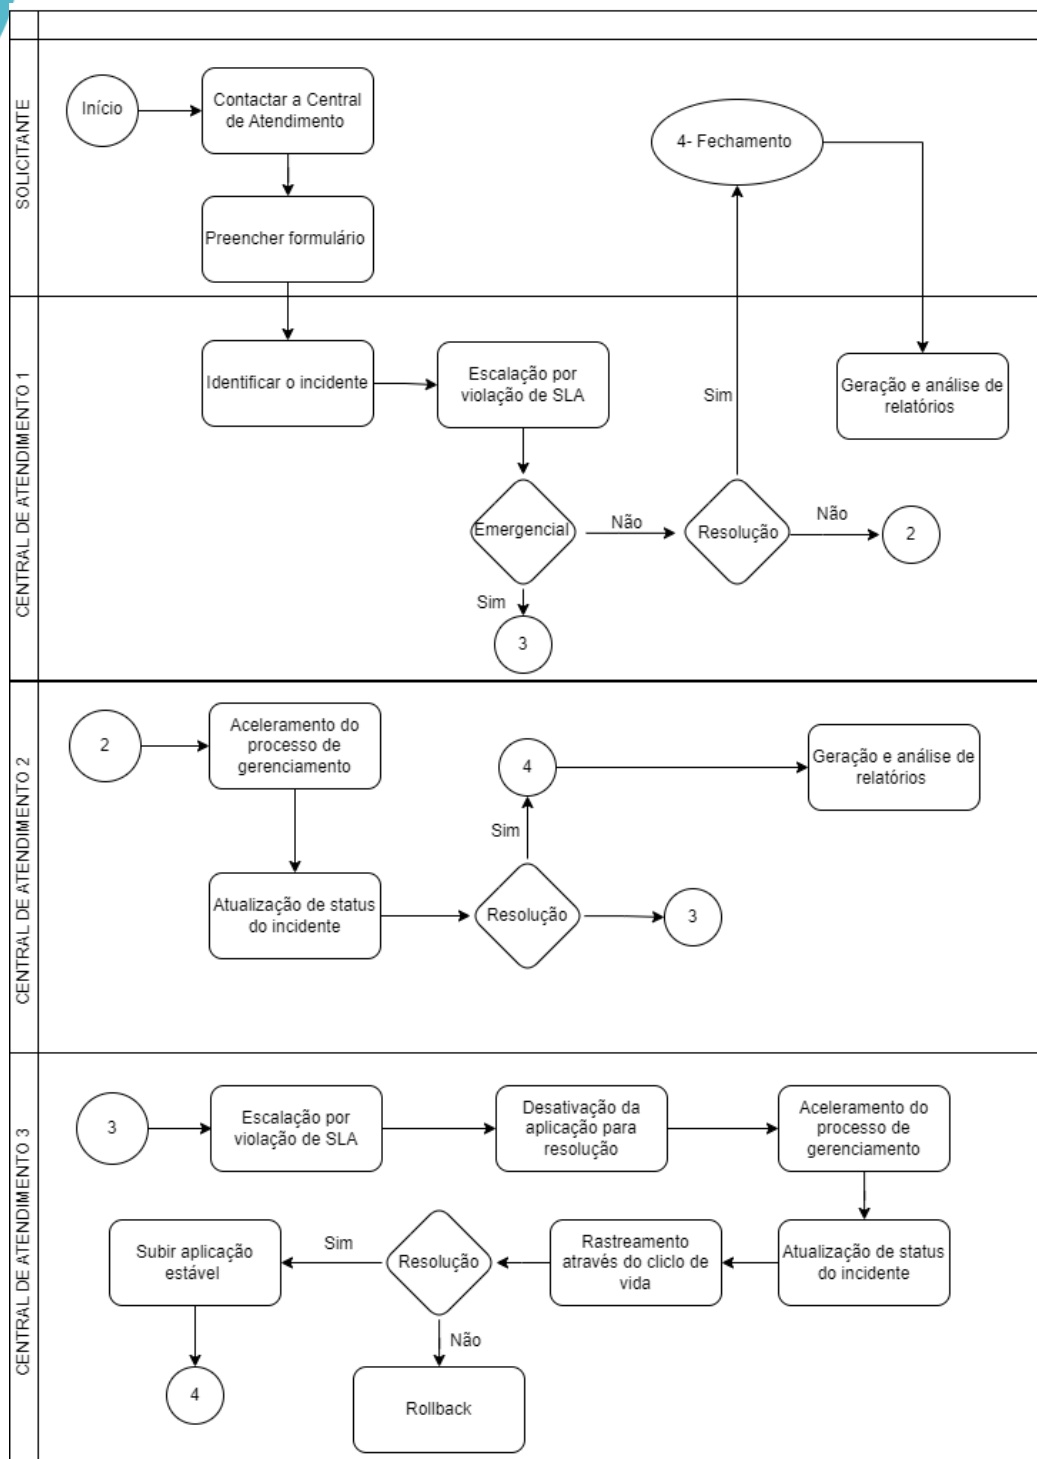 SOLICITANTE
Início
Contactar a Central
de Atendimento
4- Fechamento
Preencher formulário
CENTRAL DE ATENDIMENTO 1
Identificar o incidente
Escalação por
violação de SLA
Sim
Geração e análise de
relatórios
Emergencial
Não
Resolução
Não
2
Sim
3
CENTRAL DE ATENDIMENTO 2
2
Aceleramento do
processo de
gerenciamento
4
Geração e análise de
relatórios
Sim
Atualização de status
do incidente
Resolução
3
CENTRAL DE ATENDIMENTO 3
3
Escalação por
violação de SLA
Desativação da
aplicação para
resolução
Aceleramento do
processo de
gerenciamento
Subir aplicação
estável
Sim
Resolução
Rastreamento
através do cliclo de
vida
Atualização de status
do incidente
Não
4
Rollback